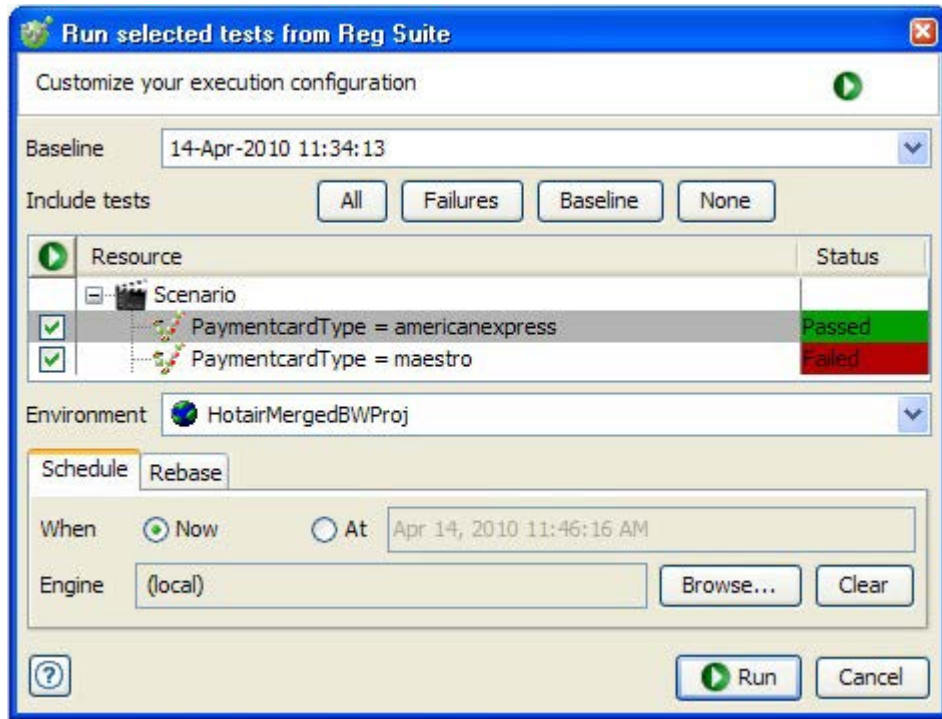 Run selected tests from Reg Suite
Customize your execution configuration
Baseline 14-Apr-2010 11:34:13
Include tests All Failures Baseline None
Resource Status
Scenario
PaymentcardType = americanexpress Passed
PaymentcardType = maestro Failed
Environment HotairMergedBWProj
Schedule Rebase
When Now At Apr 14, 2010 11:46:16 AM
Engine (local) Browse... Clear
? Run Cancel